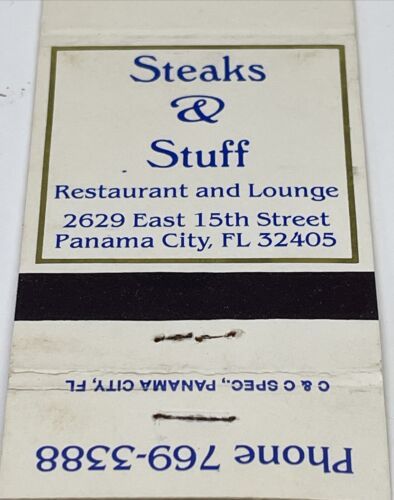 Steaks
&
Stuff
Restaurant and Lounge
2629 East 15th Street
Panama City, FL 32405
C & C SPEC., PANAMA CITY, FL
Phone 769-3388